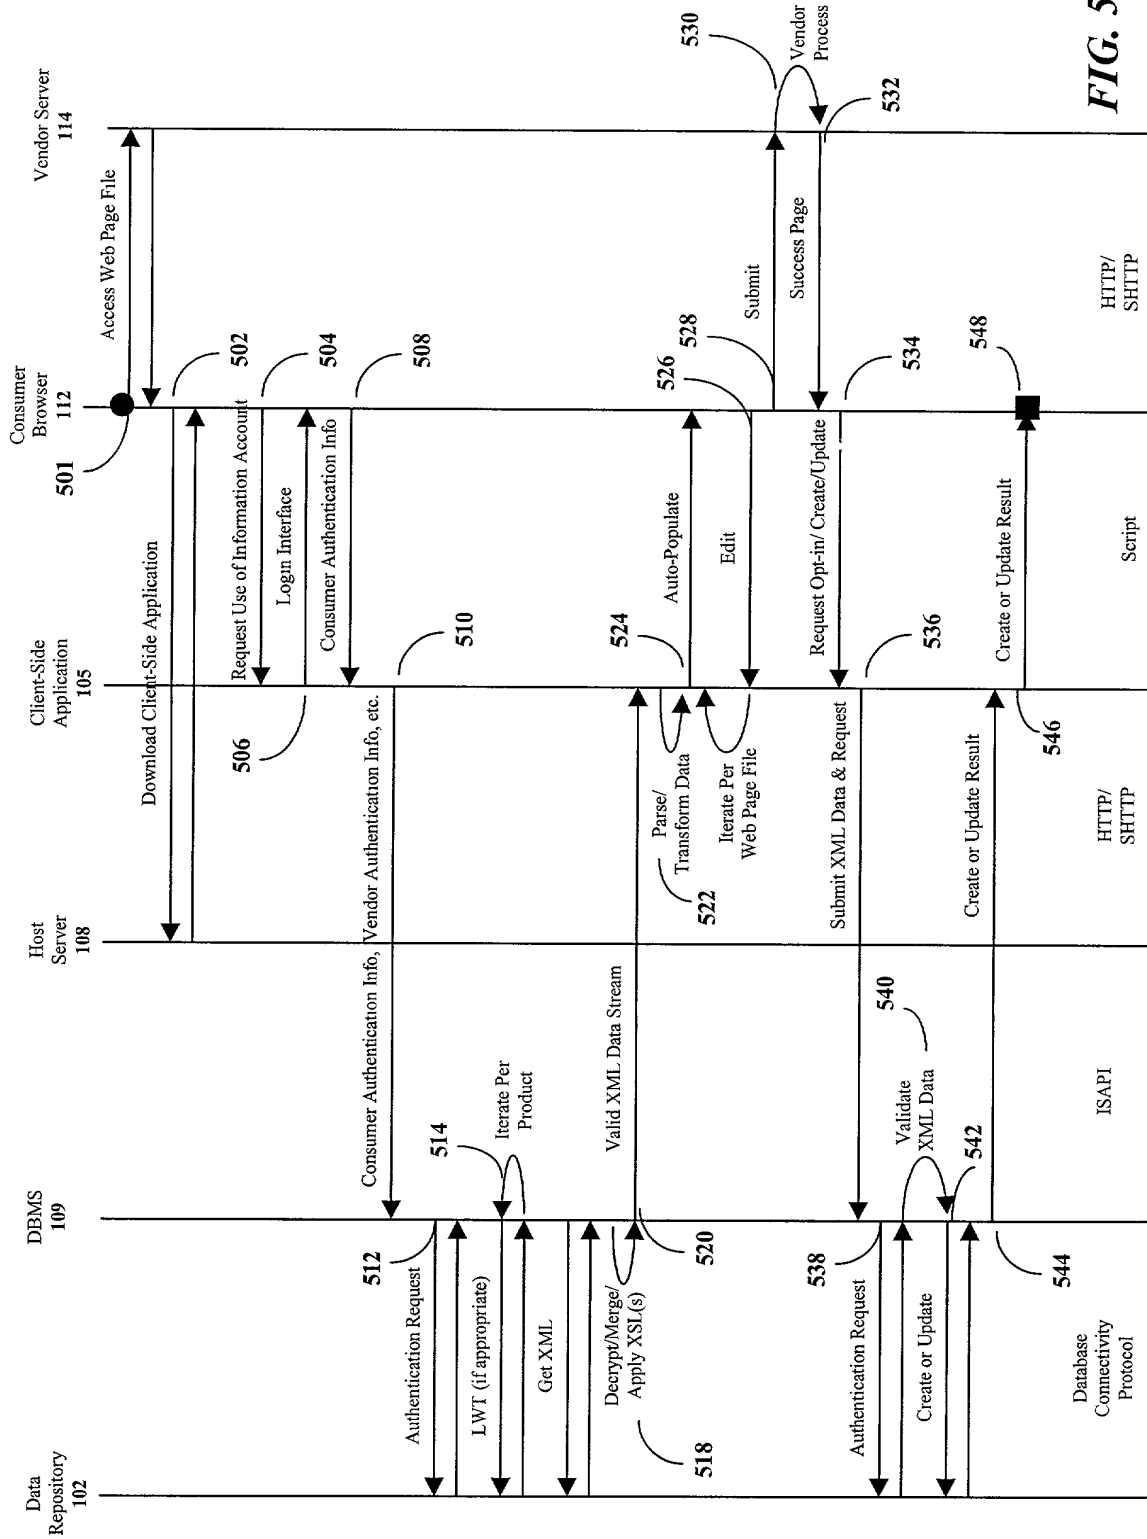 Data
Repository
102
DBMS
109
Host
Server
108
Client-Side
Application
105
Consumer
Browser
112
Vendor Server
114
501
Access Web Page File
Download Client-Side Application
502
Request Use of Information Account
504
506
Login Interface
Consumer Authentication Info
508
Consumer Authentication Info, Vendor Authentication Info, etc.
510
512
Authentication Request
LWT (if appropriate)
514
Iterate Per
Product
Get XML
Decrypt/Merge/
Apply XSL(s)
518
Valid XML Data Stream
520
Parse/
Transform Data
522
524
Auto-Populate
Iterate Per
Web Page File
Edit
526
528
Submit
530
Vendor
Process
Success Page
532
Request Opt-in/ Create/Update
534
Submit XML Data & Request
536
538
Authentication Request
Validate
XML Data
540
Create or Update
542
Create or Update Result
544
Create or Update Result
546
548
Database
Connectivity
Protocol
ISAPI
HTTP/
SHTTP
Script
HTTP/
SHTTP
FIG. 5